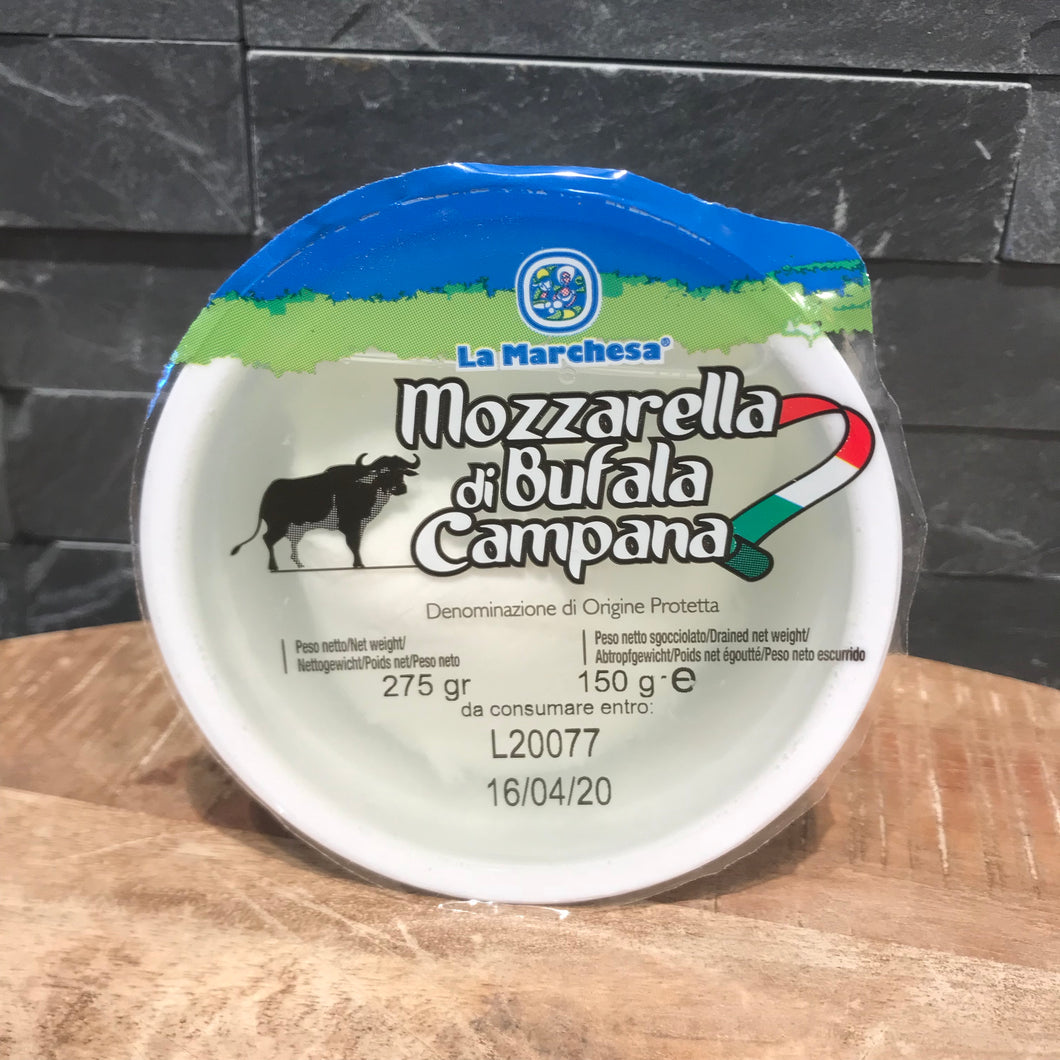 La Marchesa®
Mozzarella
di Bufala
Campana
Denominazione di Origine Protetta
Peso netto/Net weight/
Nettogewicht/Poids net/Peso neto
275 gr
Peso netto sgocciolato/Drained net weight/
Abtropfgewicht/Poids net égoutté/Peso neto escurrido
150 g - e
da consumare entro:
L20077
16/04/20